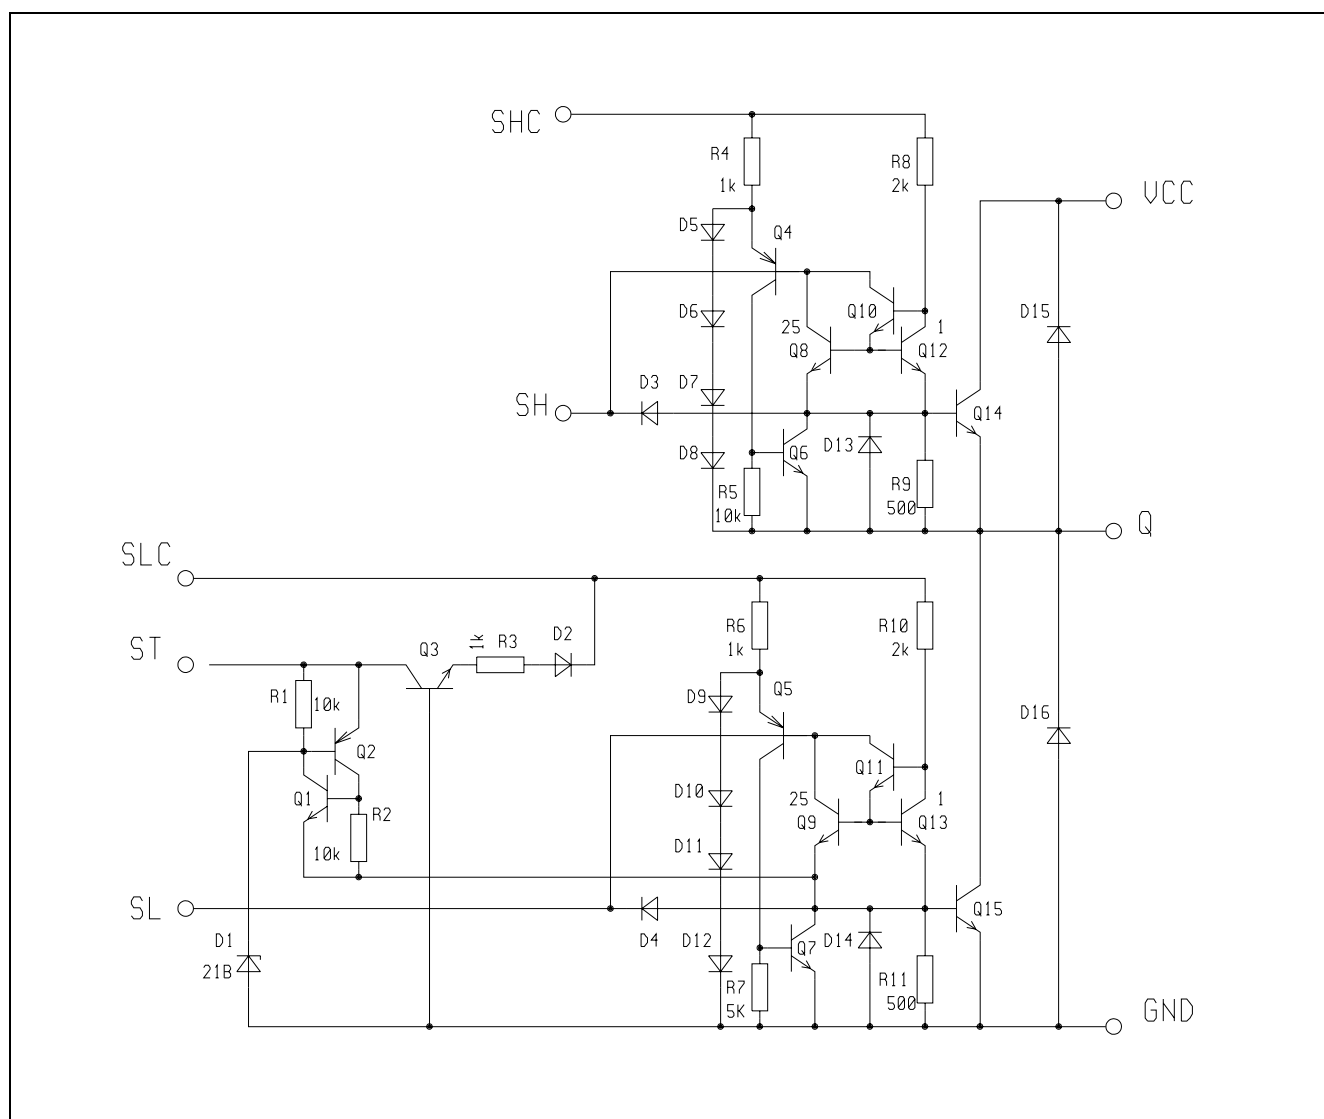 SHC
R4
1k
R8
2k
VCC
D5
Q4
D6
Q10
25
Q8
1
Q12
D15
D3
D7
SH
Q14
D13
D8
Q6
R5
10k
R9
500
Q
SLC
ST
Q3
1k
R3
D2
R6
1k
R10
2k
R1
10k
Q2
D9
Q5
D16
Q1
R2
10k
D10
Q11
25
Q9
1
Q13
D11
SL
D4
D12
Q7
D14
Q15
D1
21B
R7
5K
R11
500
GND